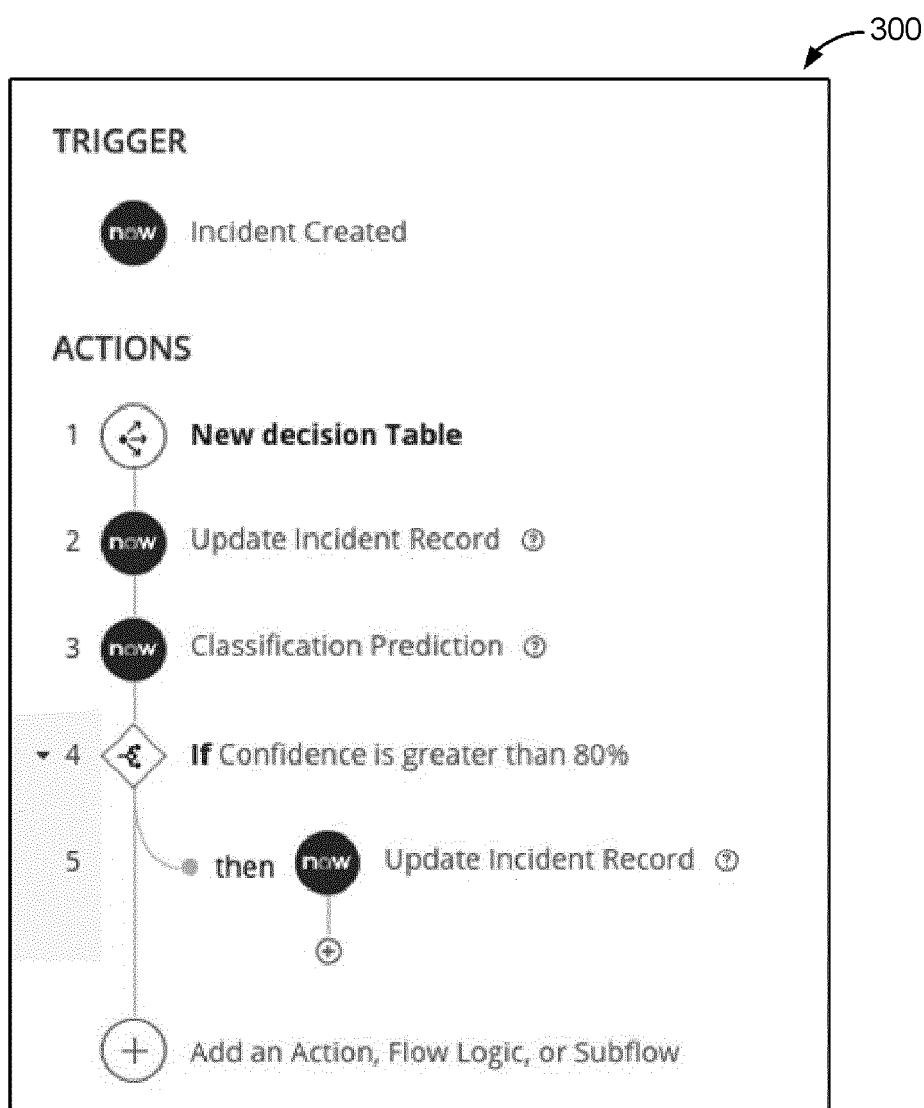 300
TRIGGER
now Incident Created
ACTIONS
1 New decision Table
2 now Update Incident Record ?
3 now Classification Prediction ?
4 If Confidence is greater than 80%
5 then now Update Incident Record ?
Add an Action, Flow Logic, or Subflow